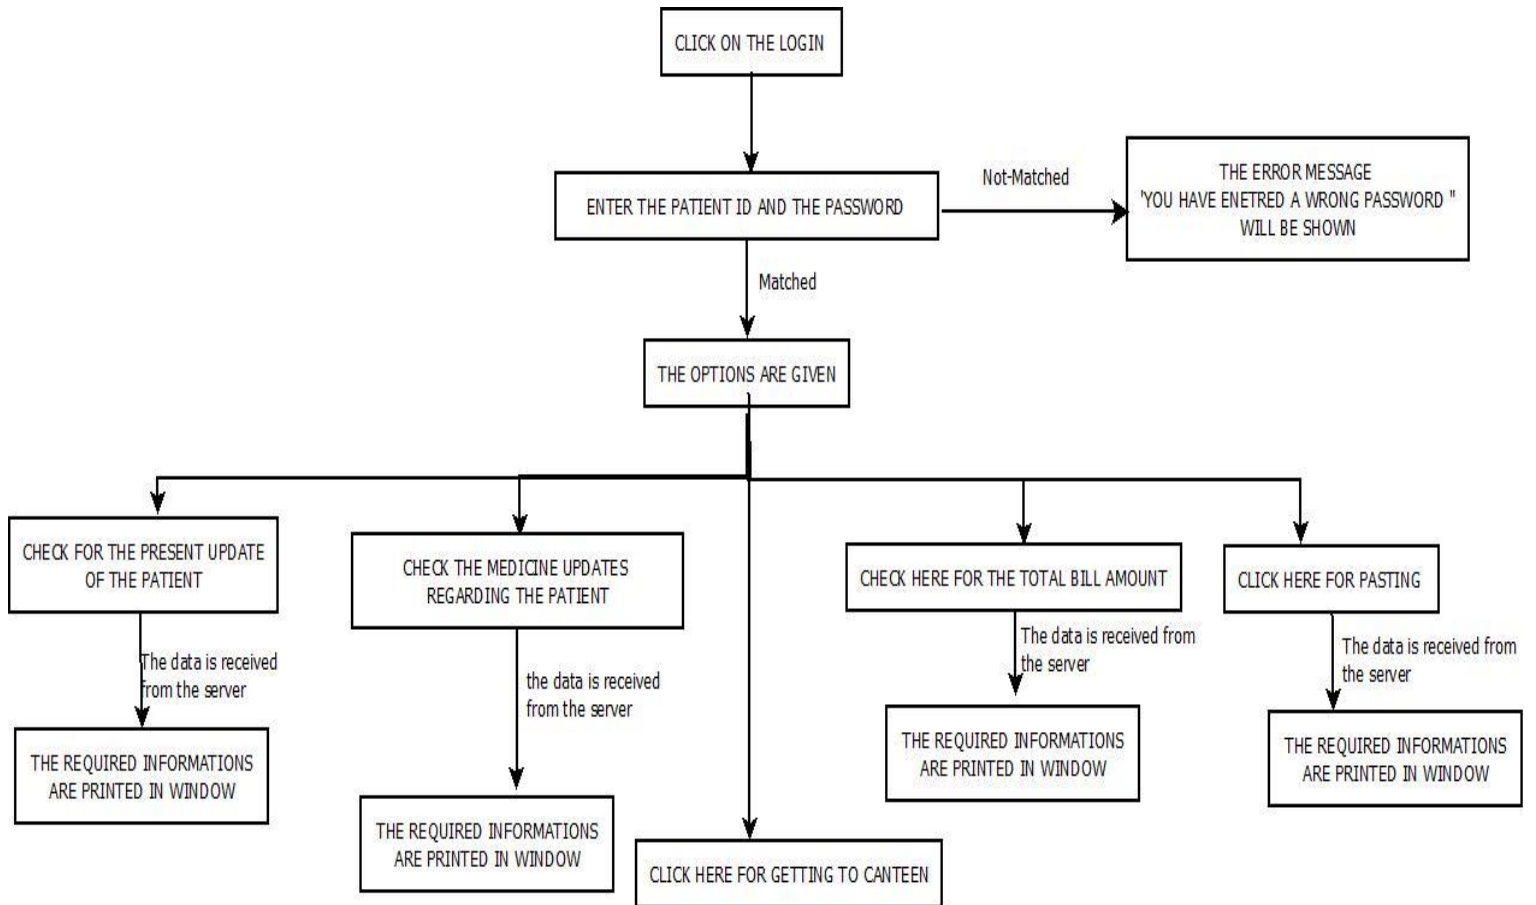 CLICK ON THE LOGIN
ENTER THE PATIENT ID AND THE PASSWORD
Not-Matched
THE ERROR MESSAGE
'YOU HAVE ENETRED A WRONG PASSWORD "
WILL BE SHOWN
Matched
THE OPTIONS ARE GIVEN
CHECK FOR THE PRESENT UPDATE
OF THE PATIENT
The data is received
from the server
THE REQUIRED INFORMATIONS
ARE PRINTED IN WINDOW
CHECK THE MEDICINE UPDATES
REGARDING THE PATIENT
the data is received
from the server
THE REQUIRED INFORMATIONS
ARE PRINTED IN WINDOW
CLICK HERE FOR GETTING TO CANTEEN
CHECK HERE FOR THE TOTAL BILL AMOUNT
The data is received from
the server
THE REQUIRED INFORMATIONS
ARE PRINTED IN WINDOW
CLICK HERE FOR PASTING
The data is received from
the server
THE REQUIRED INFORMATIONS
ARE PRINTED IN WINDOW